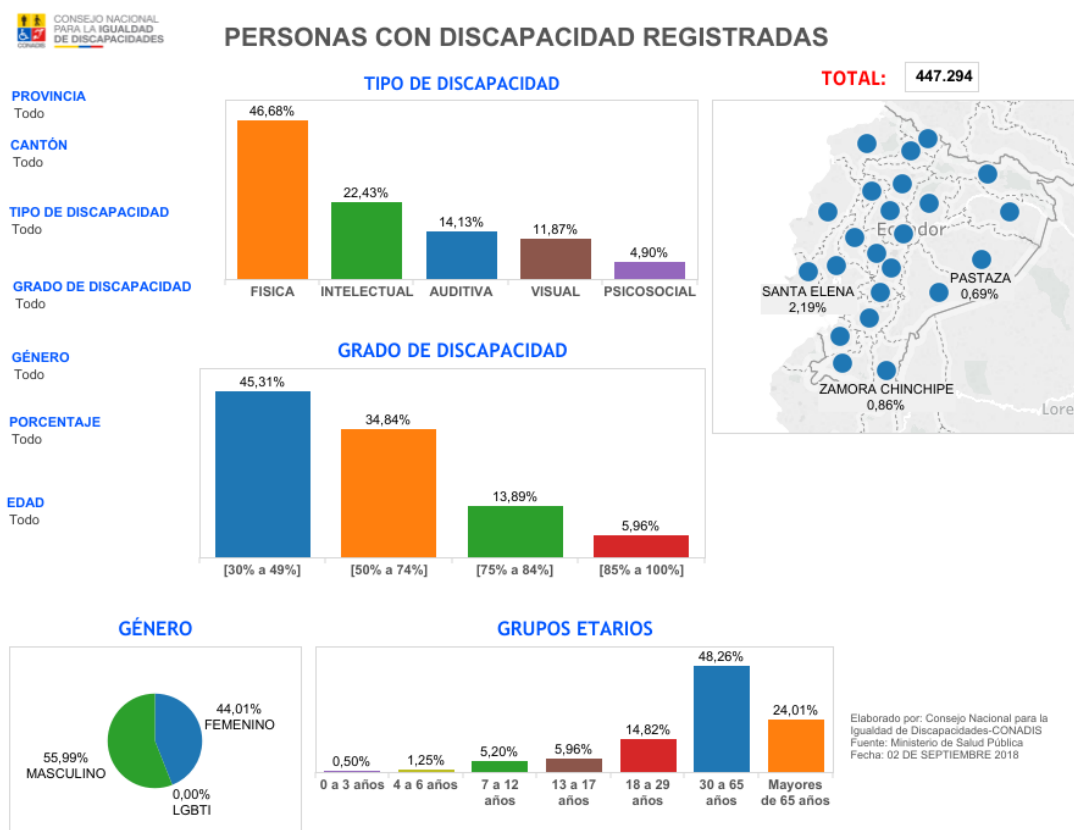 CONSEJO NACIONAL
PARA LA IGUALDAD
DE DISCAPACIDADES
CONADIS
PERSONAS CON DISCAPACIDAD REGISTRADAS
TOTAL: 447.294
PROVINCIA
Todo
CANTÓN
Todo
TIPO DE DISCAPACIDAD
Todo
GRADO DE DISCAPACIDAD
Todo
GÉNERO
Todo
PORCENTAJE
Todo
EDAD
Todo
TIPO DE DISCAPACIDAD
46,68%
22,43%
14,13%
11,87%
4,90%
FISICA INTELECTUAL AUDITIVA VISUAL PSICOSOCIAL
Ecuador
PASTAZA
0,69%
SANTA ELENA
2,19%
ZAMORA CHINCHIPE
0,86%
Lore
GRADO DE DISCAPACIDAD
45,31%
34,84%
13,89%
5,96%
[30% a 49%] [50% a 74%] [75% a 84%] [85% a 100%]
GÉNERO
44,01%
FEMENINO
55,99%
MASCULINO
0,00%
LGBTI
GRUPOS ETARIOS
0,50%
1,25%
5,20%
5,96%
14,82%
48,26%
24,01%
0 a 3 años 4 a 6 años 7 a 12 13 a 17 18 a 29 30 a 65 Mayores
años años años años de 65 años
Elaborado por: Consejo Nacional para la
Igualdad de Discapacidades-CONADIS
Fuente: Ministerio de Salud Pública
Fecha: 02 DE SEPTIEMBRE 2018